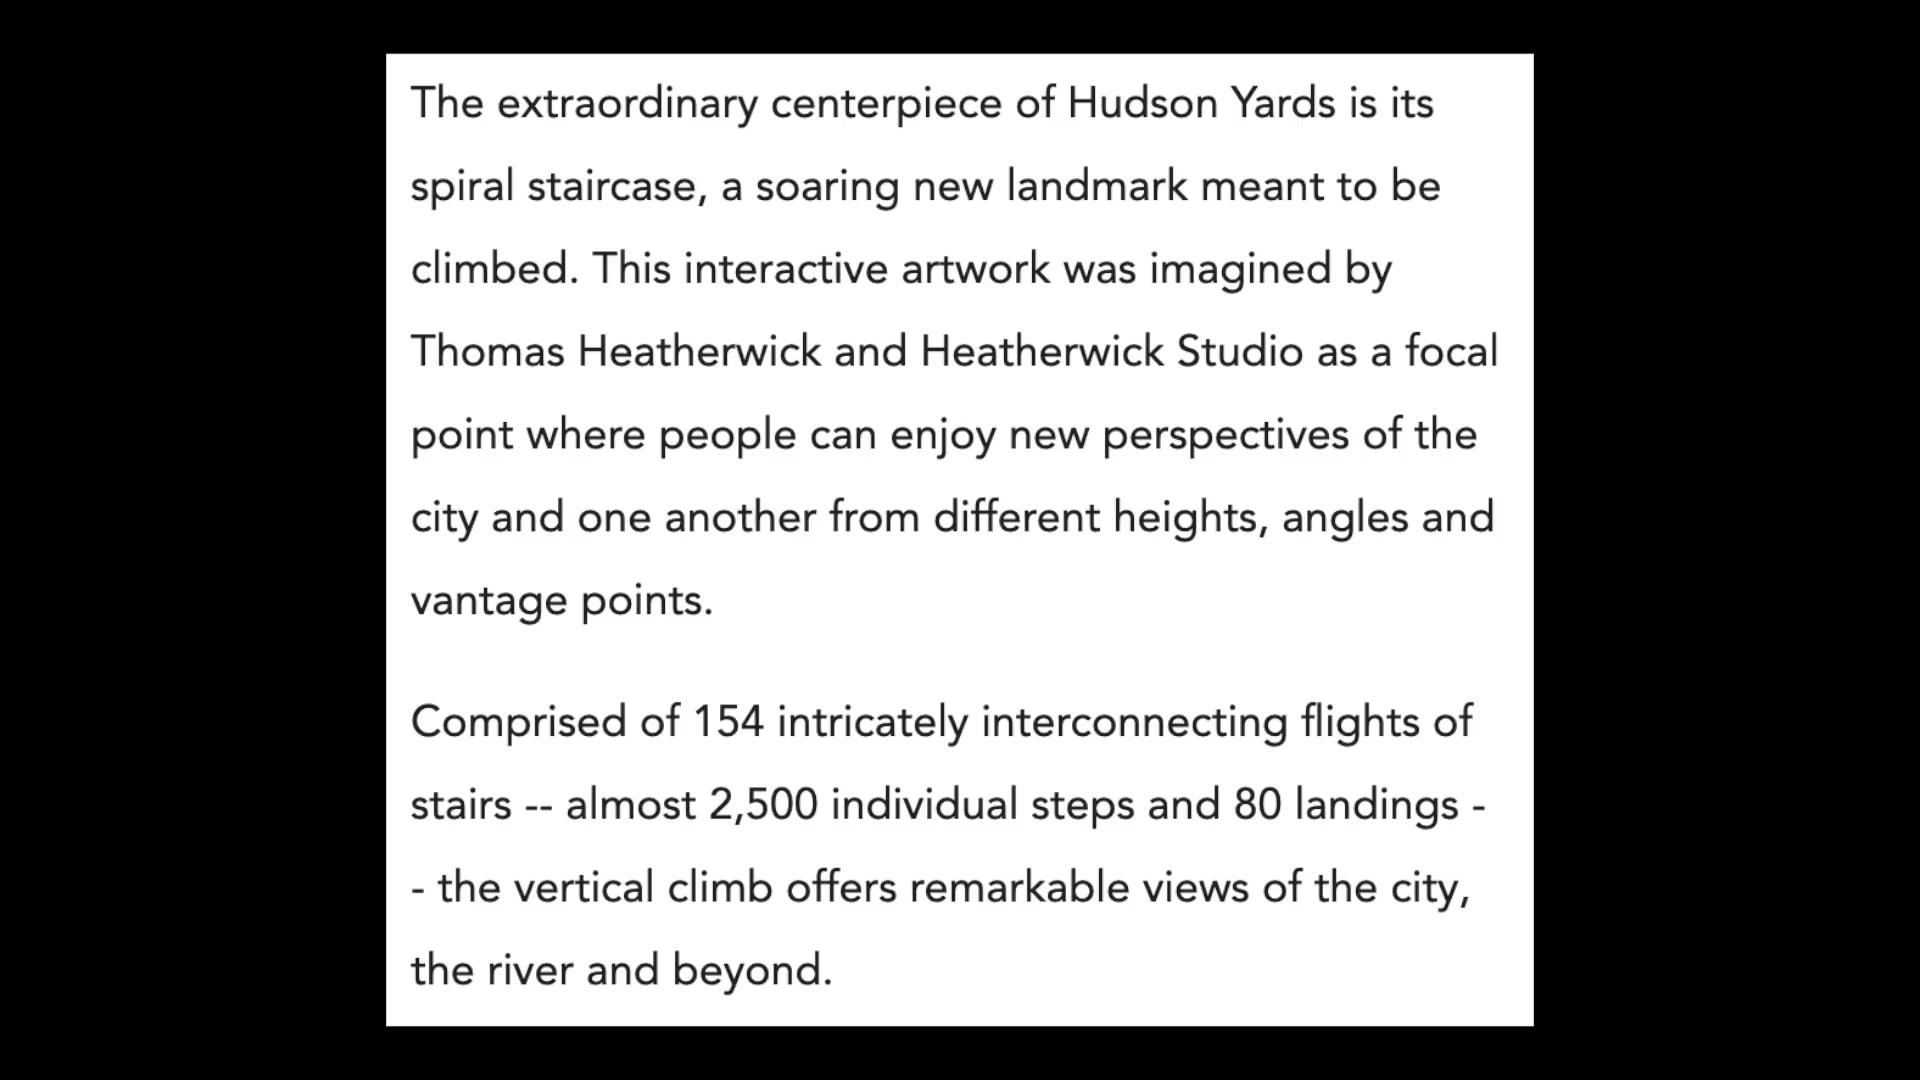 The extraordinary centerpiece of Hudson Yards is its
spiral staircase, a soaring new landmark meant to be
climbed. This interactive artwork was imagined by
Thomas Heatherwick and Heatherwick Studio as a focal
point where people can enjoy new perspectives of the
city and one another from different heights, angles and
vantage points.
Comprised of 154 intricately interconnecting flights of
stairs -- almost 2,500 individual steps and 80 landings -
- the vertical climb offers remarkable views of the city,
the river and beyond.